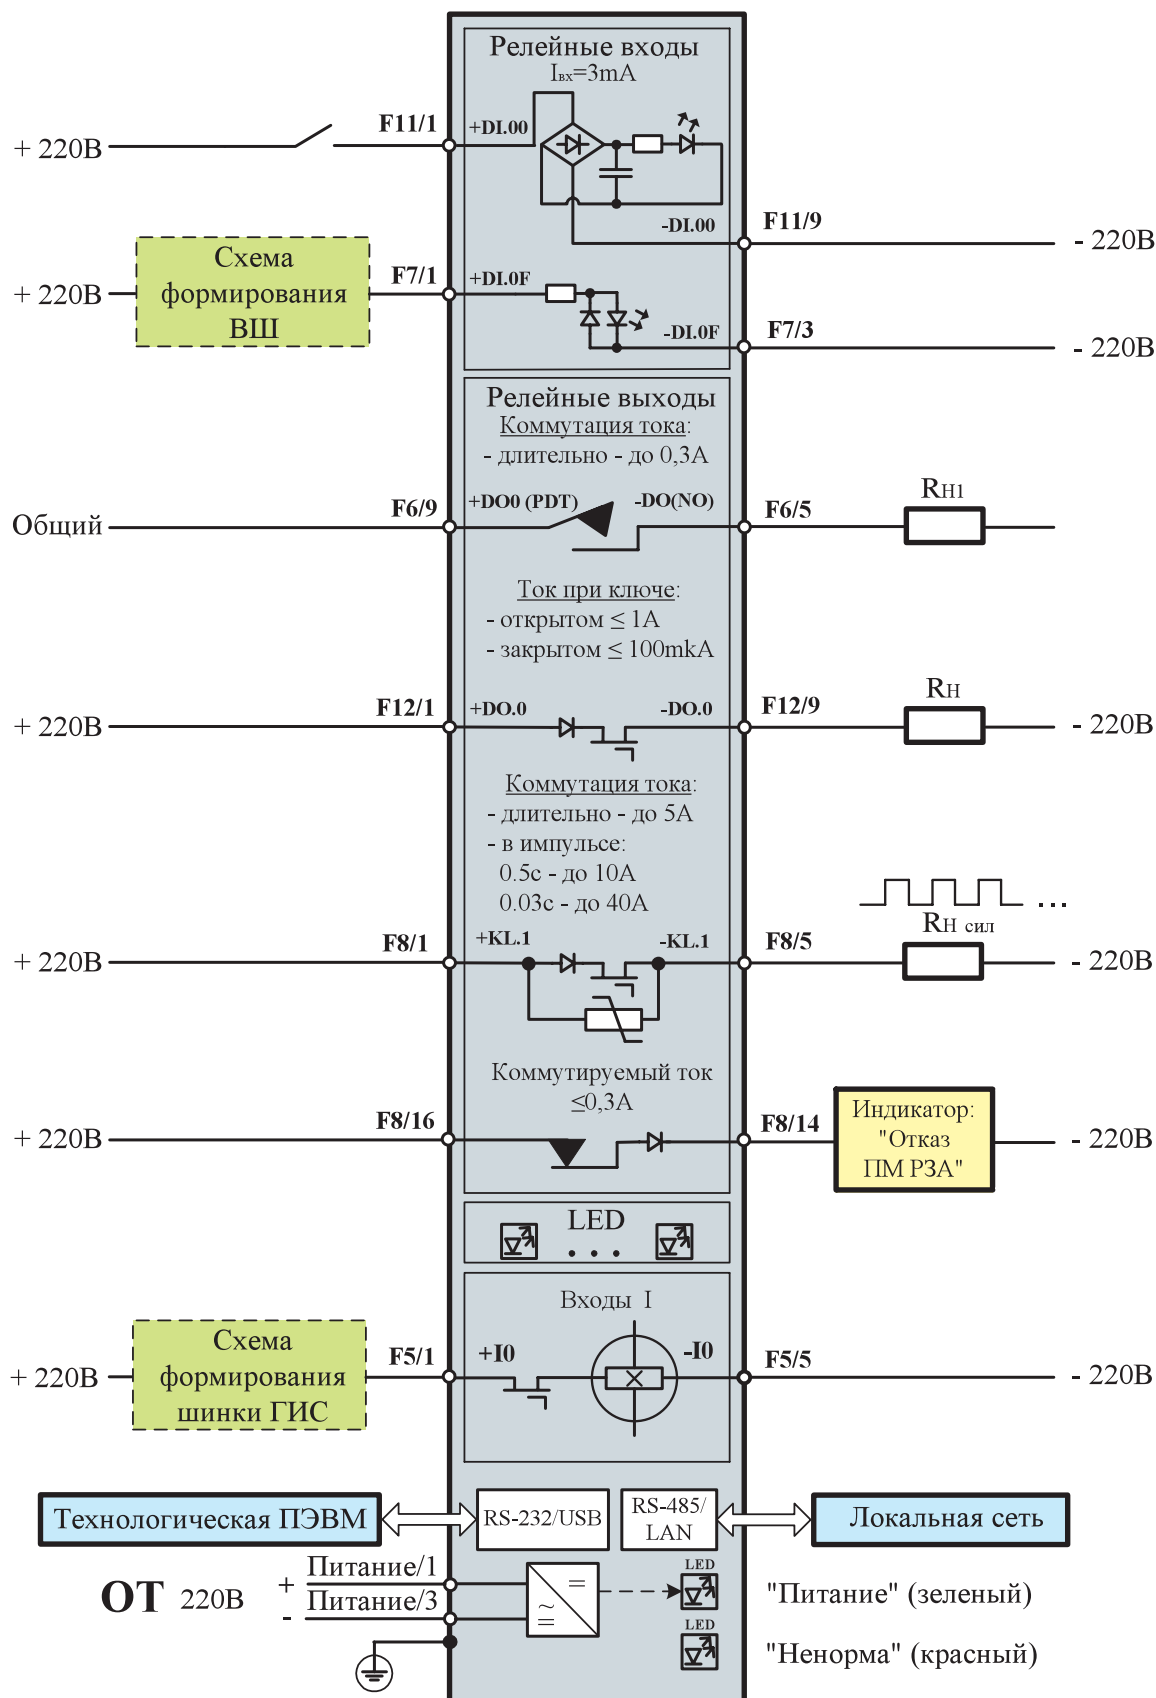 Релейные входы
Iвх=3mA
+ 220В
F11/1
+DI.00
-DI.00
F11/9
- 220В
+ 220В
Схема
формирования
ВШ
F7/1
+DI.0F
-DI.0F
F7/3
- 220В
Релейные выходы
Коммутация тока:
- длительно - до 0,3А
Общий
F6/9
+DO0 (PDT)
-DO(NO)
F6/5
RН1
Ток при ключе:
- открытом ≤ 1А
- закрытом ≤ 100mkA
+ 220В
F12/1
+DO.0
-DO.0
F12/9
RН
- 220В
Коммутация тока:
- длительно - до 5А
- в импульсе:
0.5с - до 10А
0.03с - до 40А
...
+ 220В
F8/1
+KL.1
-KL.1
F8/5
RН сил
- 220В
Коммутируемый ток
≤0,3А
+ 220В
F8/16
F8/14
Индикатор:
"Отказ
ПМ РЗА"
- 220В
LED
...
Входы I
+ 220В
Схема
формирования
шинки ГИС
F5/1
+I0
-I0
F5/5
- 220В
Технологическая ПЭВМ
RS-232/USB
RS-485/
LAN
Локальная сеть
ОТ 220В
+ Питание/1
- Питание/3
=
~
=
LED
"Питание" (зеленый)
LED
"Ненорма" (красный)